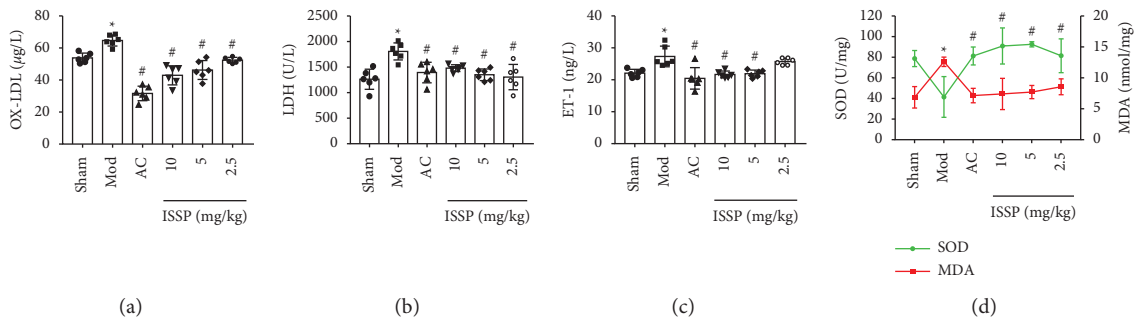 OX-LDL (μg/L)
80
60
40
20
0
*
#
#
#
#
Sham
Mod
AC
10
5
2.5
ISSP (mg/kg)
(a)
LDH (U/L)
2500
2000
1500
1000
500
0
*
#
#
#
#
Sham
Mod
AC
10
5
2.5
ISSP (mg/kg)
(b)
ET-1 (ng/L)
40
30
20
10
0
*
#
#
#
Sham
Mod
AC
10
5
2.5
ISSP (mg/kg)
(c)
SOD (U/mg)
120
100
80
60
40
20
0
*
#
#
#
#
20
15
10
5
0
MDA (nmol/mg)
Sham
Mod
AC
10
5
2.5
ISSP (mg/kg)
SOD
MDA
(d)